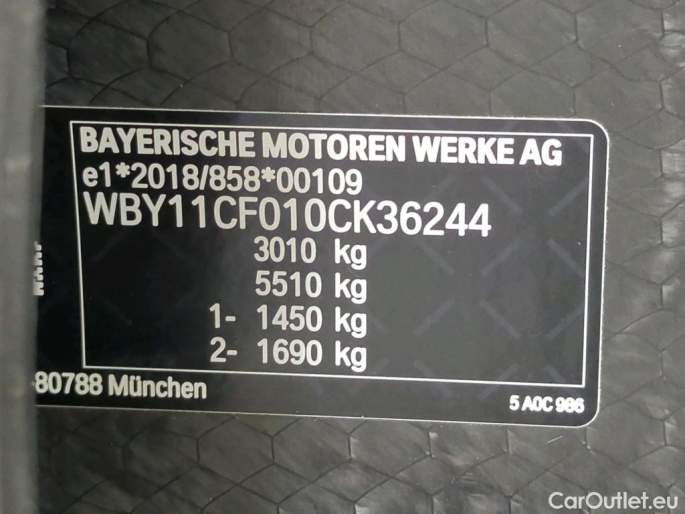 BAYERISCHE MOTOREN WERKE AG
e1*2018/858*00109
WBY11CF010CK36244
3010 kg
5510 kg
1- 1450 kg
2- 1690 kg
-80788 München
5 A0C 986
CarOutlet.eu